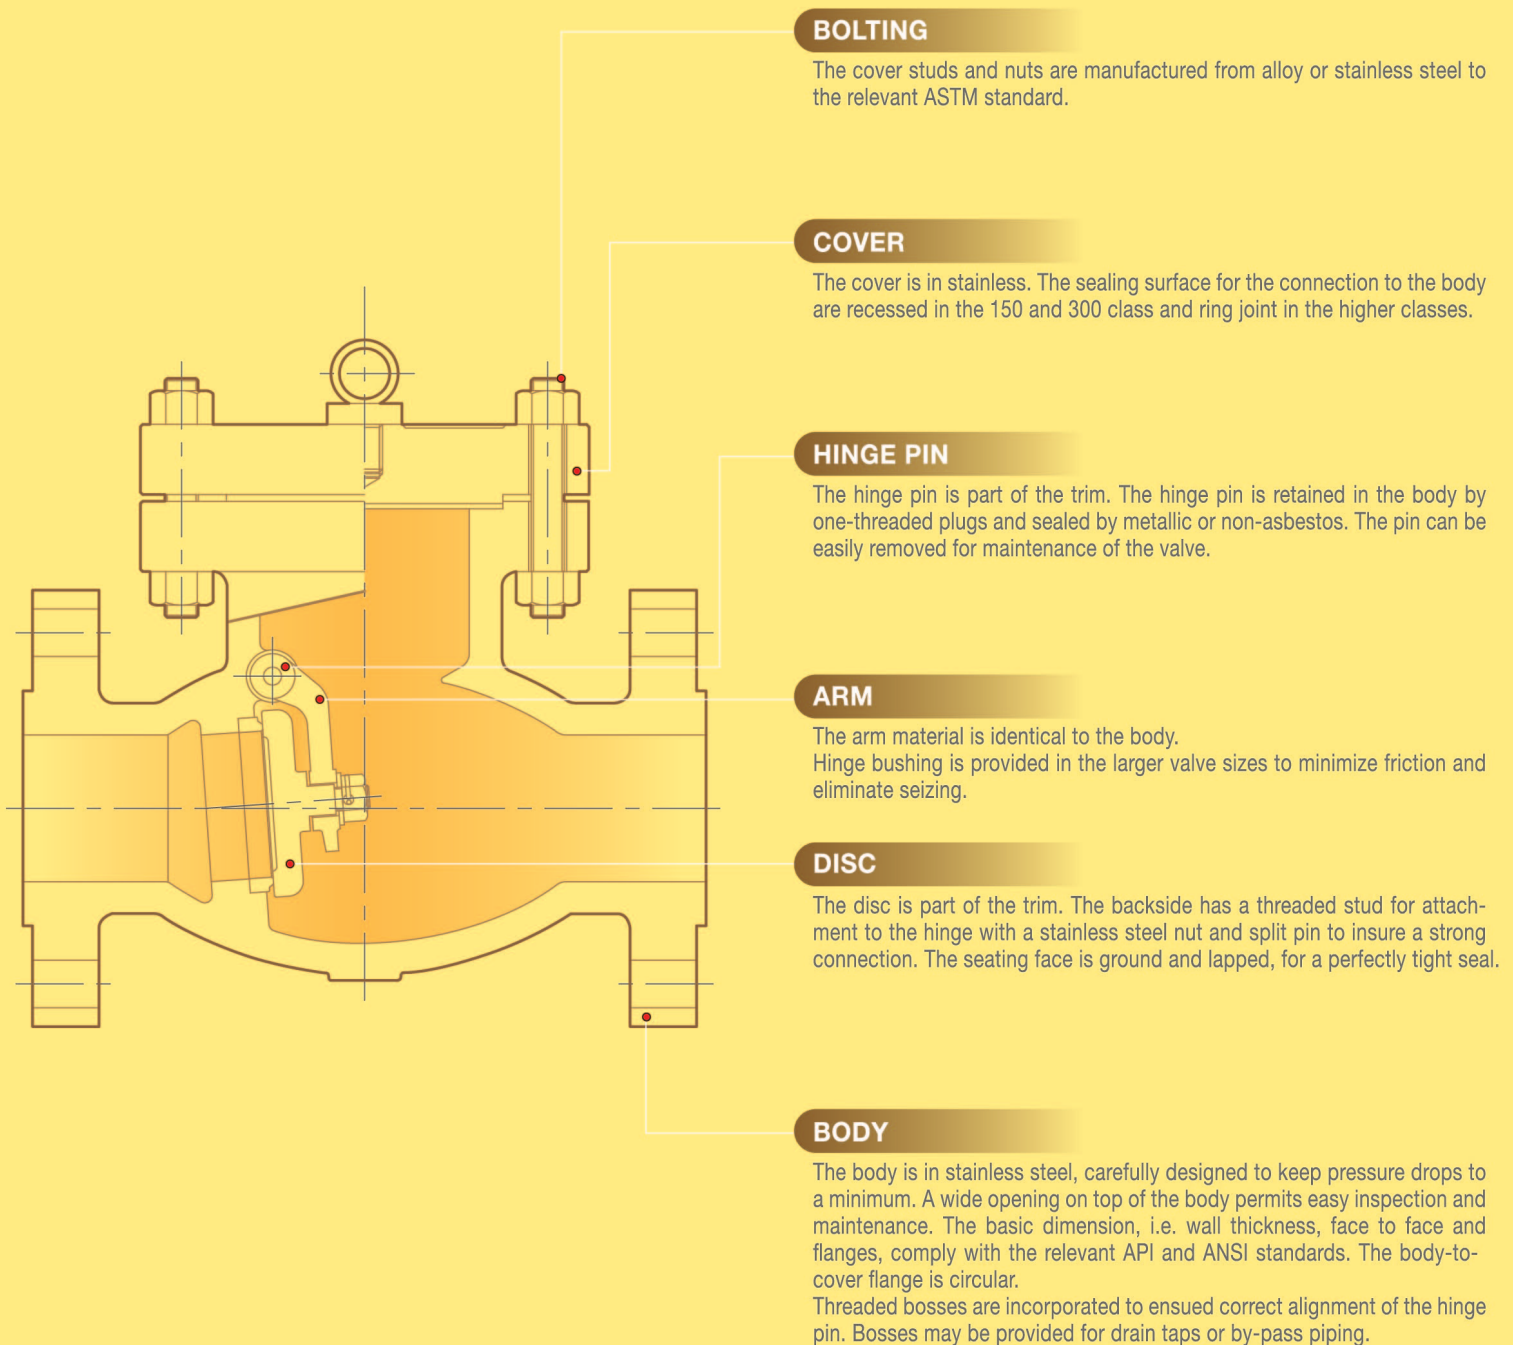 BOLTING
The cover studs and nuts are manufactured from alloy or stainless steel to
the relevant ASTM standard.
COVER
The cover is in stainless. The sealing surface for the connection to the body
are recessed in the 150 and 300 class and ring joint in the higher classes.
HINGE PIN
The hinge pin is part of the trim. The hinge pin is retained in the body by
one-threaded plugs and sealed by metallic or non-asbestos. The pin can be
easily removed for maintenance of the valve.
ARM
The arm material is identical to the body.
Hinge bushing is provided in the larger valve sizes to minimize friction and
eliminate seizing.
DISC
The disc is part of the trim. The backside has a threaded stud for attach-
ment to the hinge with a stainless steel nut and split pin to insure a strong
connection. The seating face is ground and lapped, for a perfectly tight seal.
BODY
The body is in stainless steel, carefully designed to keep pressure drops to
a minimum. A wide opening on top of the body permits easy inspection and
maintenance. The basic dimension, i.e. wall thickness, face to face and
flanges, comply with the relevant API and ANSI standards. The body-to-
cover flange is circular.
Threaded bosses are incorporated to ensued correct alignment of the hinge
pin. Bosses may be provided for drain taps or by-pass piping.